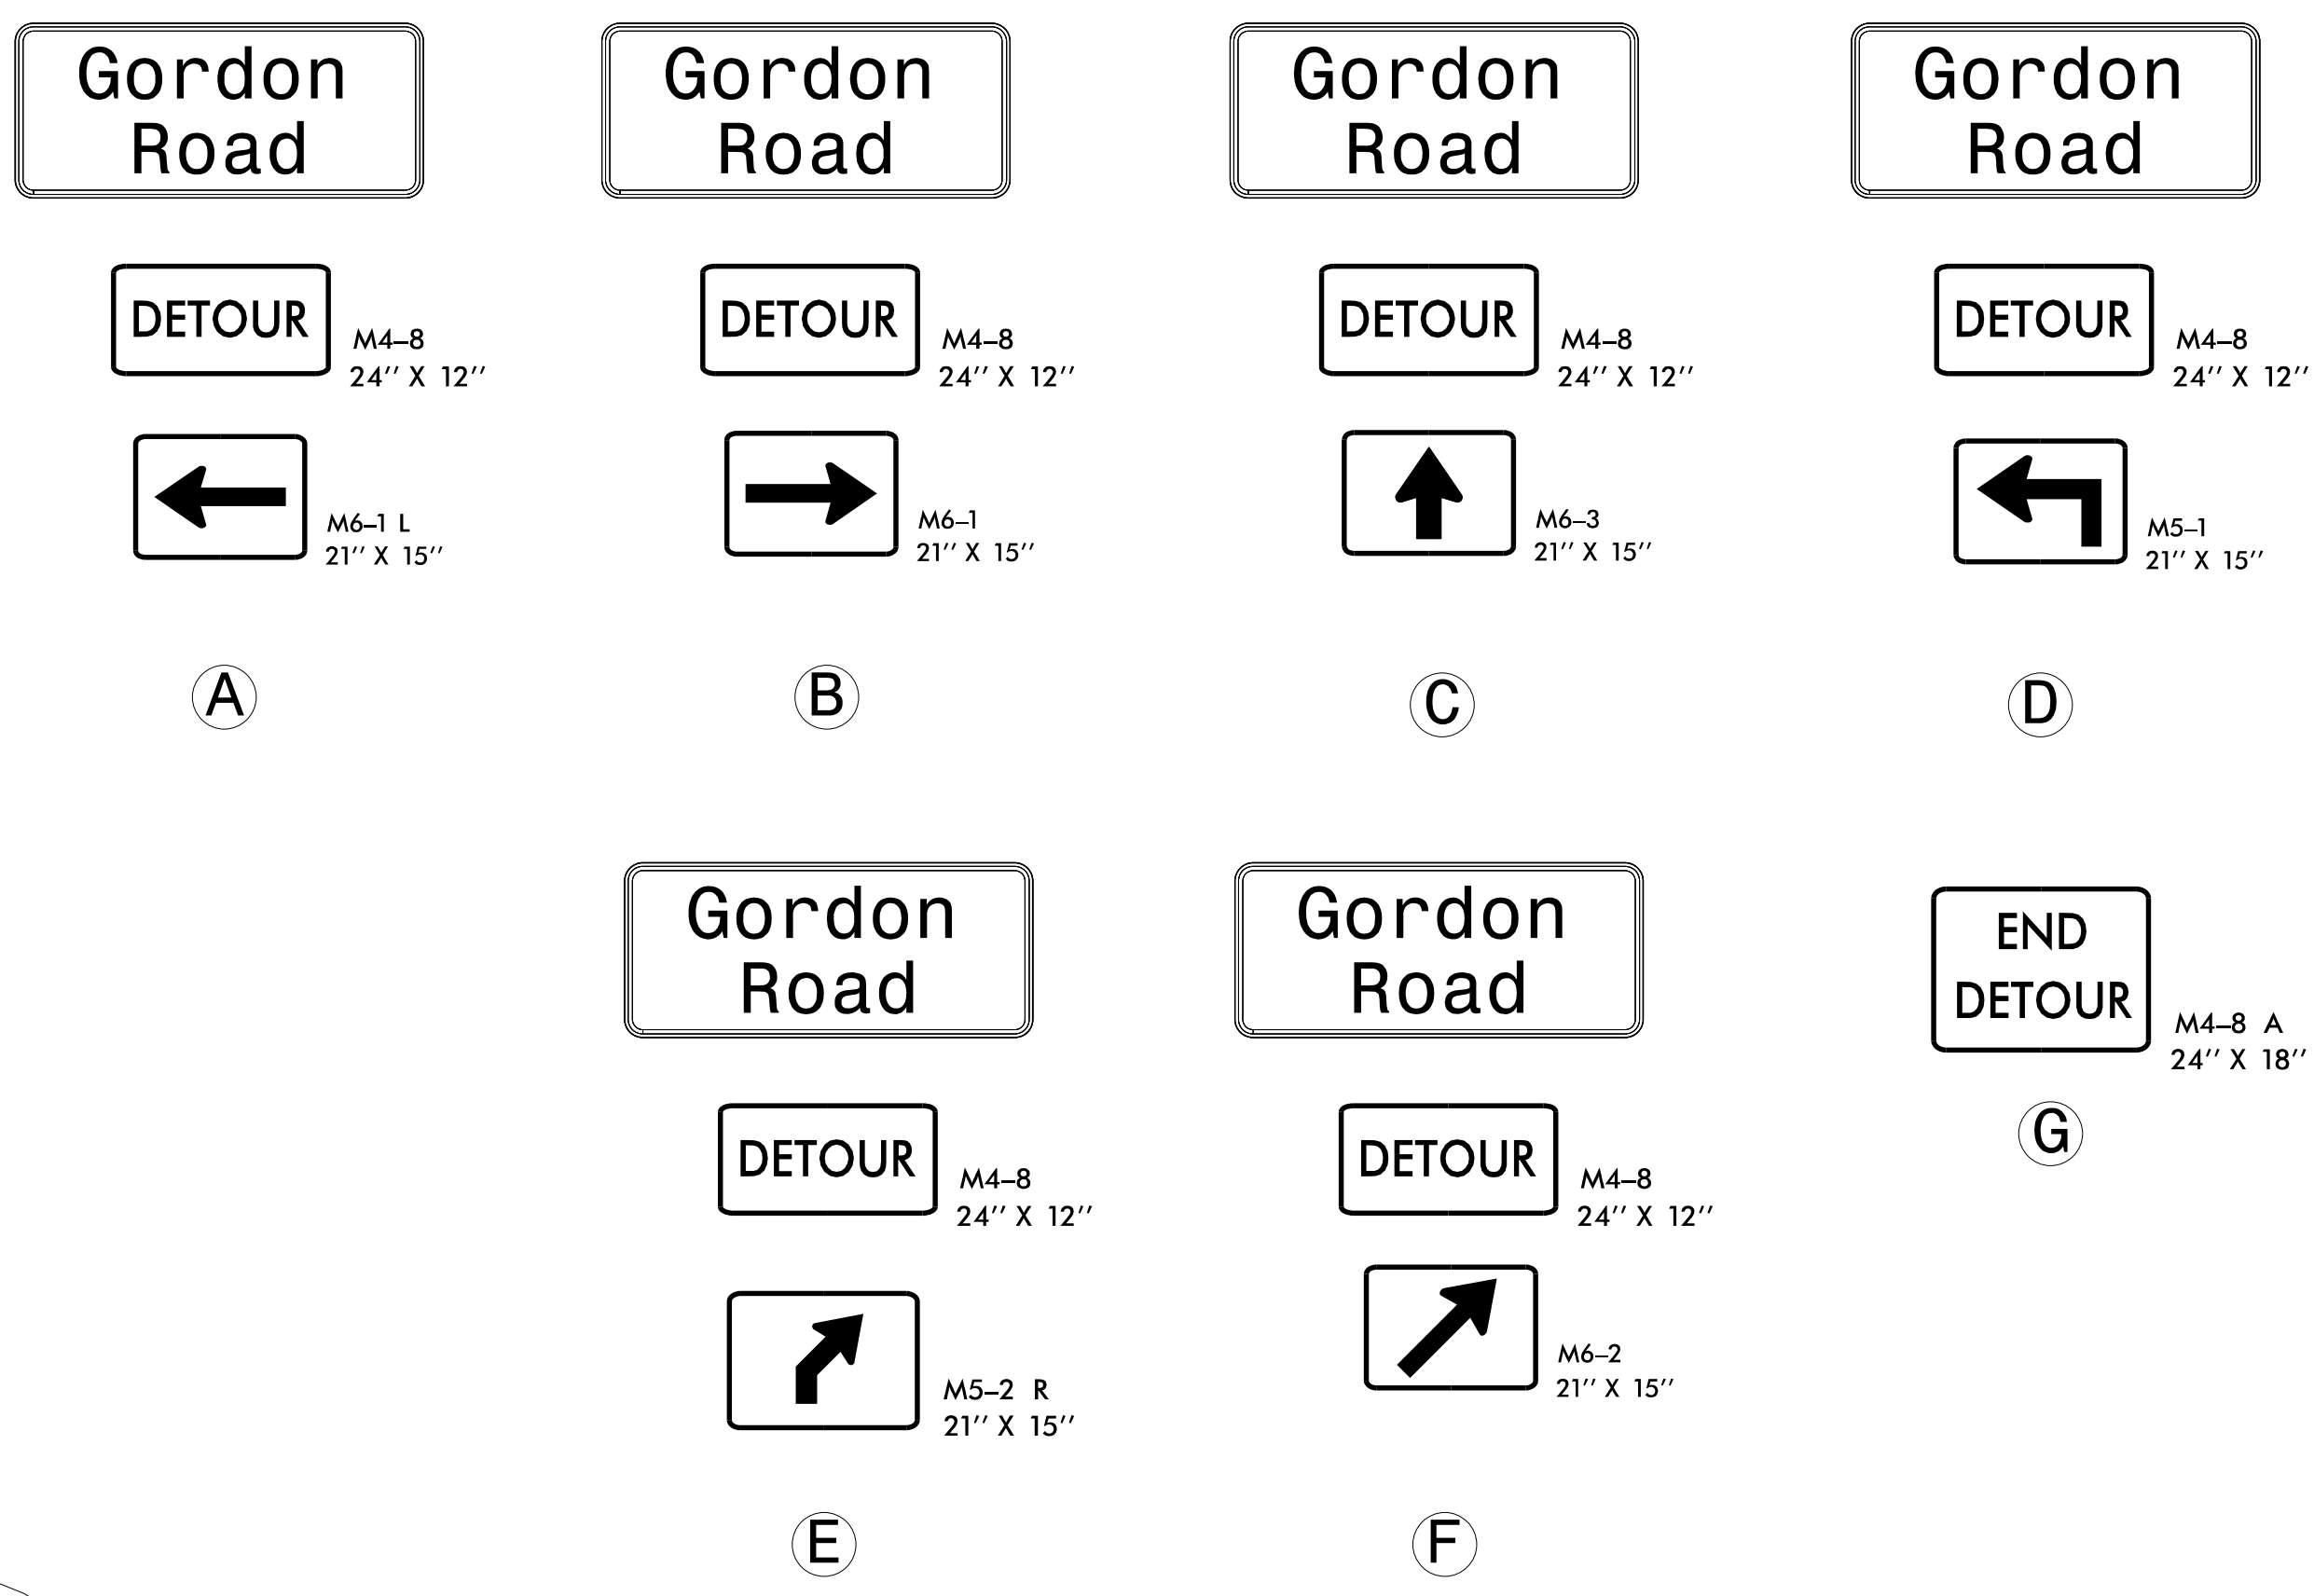 Gordon
Road
DETOUR
M4-8
24'' X 12''
M6-1 L
21'' X 15''
A
Gordon
Road
DETOUR
M4-8
24'' X 12''
M6-1
21'' X 15''
B
Gordon
Road
DETOUR
M4-8
24'' X 12''
M6-3
21'' X 15''
C
Gordon
Road
DETOUR
M4-8
24'' X 12''
M5-1
21'' X 15''
D
Gordon
Road
DETOUR
M4-8
24'' X 12''
M5-2 R
21'' X 15''
E
Gordon
Road
DETOUR
M4-8
24'' X 12''
M6-2
21'' X 15''
F
END
DETOUR
M4-8 A
24'' X 18''
G